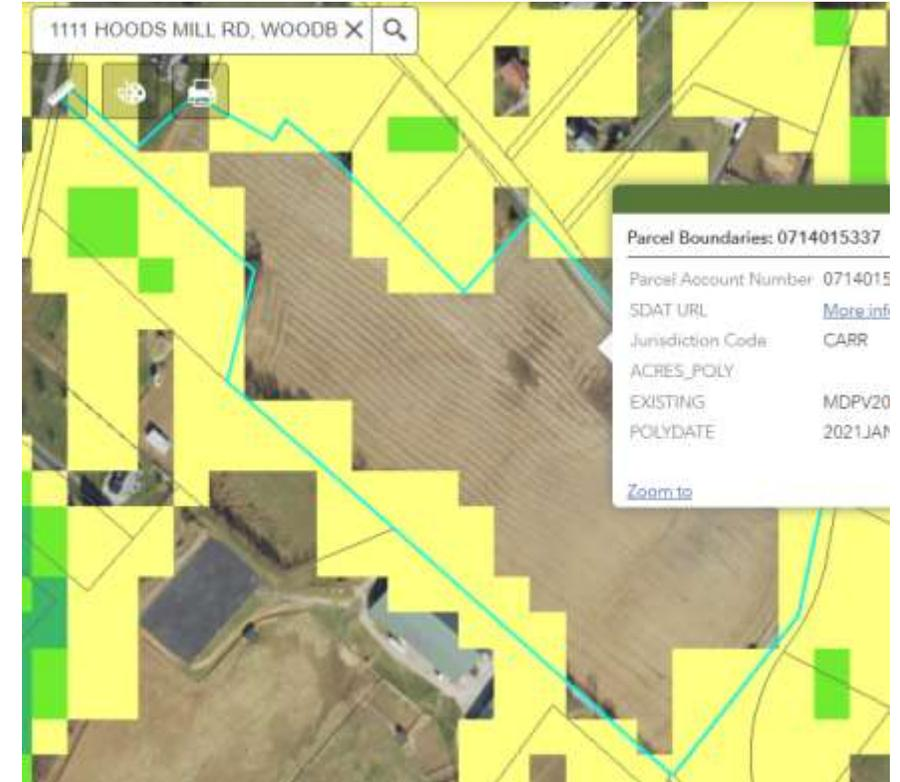 1111 HOODS MILL RD, WOODB
Parcel Boundaries: 0714015337
Parcel Account Number 0714015
SDAT URL More info
Jurisdiction Code CARR
ACRES_POLY
EXISTING MDPV20
POLYDATE 2021JAN
Zoom to